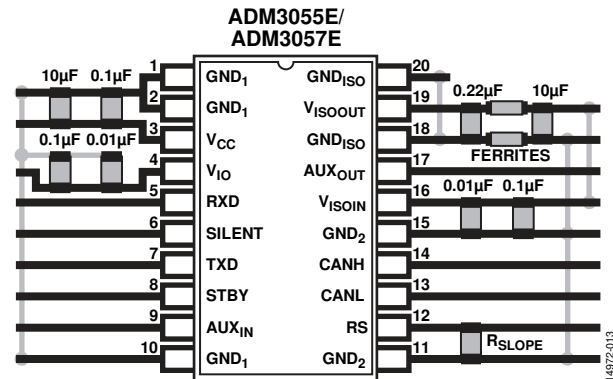 ADM3055E/
ADM3057E
10µF 0.1µF
0.1µF 0.01µF
1 GND1
2 GND1
3 VCC
4 VIO
5 RXD
6 SILENT
7 TXD
8 STBY
9 AUXIN
10 GND1
GNDISO 20
VISOOUT 19
GNDISO 18
AUXOUT 17
VISOIN 16
GND2 15
CANH 14
CANL 13
RS 12
GND2 11
0.22µF 10µF
FERRITES
0.01µF 0.1µF
RSLOPE
14972-013